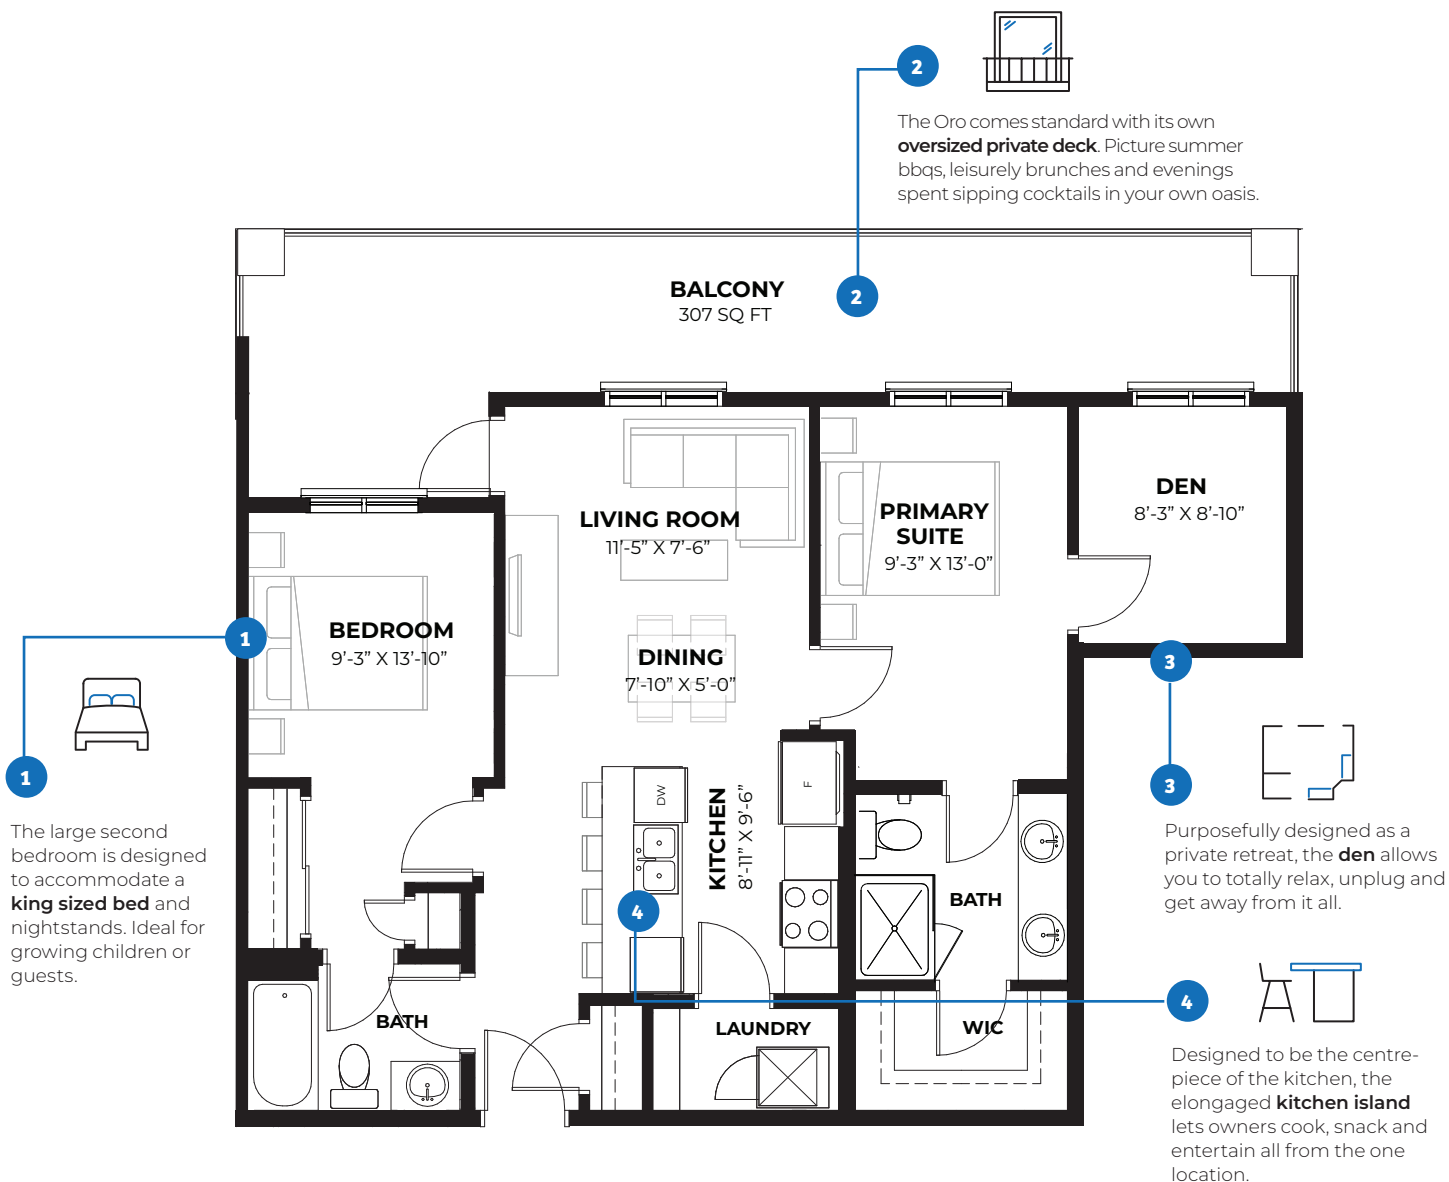 2
The Oro comes standard with its own
oversized private deck. Picture summer
bbqs, leisurely brunches and evenings
spent sipping cocktails in your own oasis.
BALCONY
307 SQ FT
2
LIVING ROOM
11’-5” X 7’-6”
PRIMARY
SUITE
9’-3” X 13’-0”
DEN
8’-3” X 8’-10”
BEDROOM
9’-3” X 13’-10”
1
DINING
7’-10” X 5’-0”
3
1
The large second
bedroom is designed
to accommodate a
king sized bed and
nightstands. Ideal for
growing children or
guests.
DW
KITCHEN
8’-11” X 9’-6”
F
4
BATH
3
Purposefully designed as a
private retreat, the den allows
you to totally relax, unplug and
get away from it all.
BATH
LAUNDRY
WIC
4
Designed to be the centre-
piece of the kitchen, the
elongaged kitchen island
lets owners cook, snack and
entertain all from the one
location.